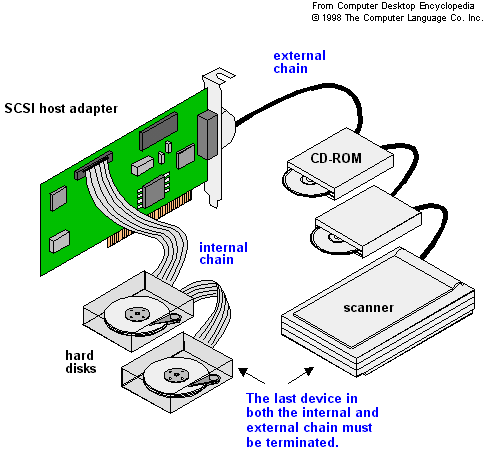 From Computer Desktop Encyclopedia
© 1998 The Computer Language Co. Inc.
external
chain
SCSI host adapter
CD-ROM
internal
chain
scanner
hard
disks
The last device in
both the internal and
external chain must
be terminated.